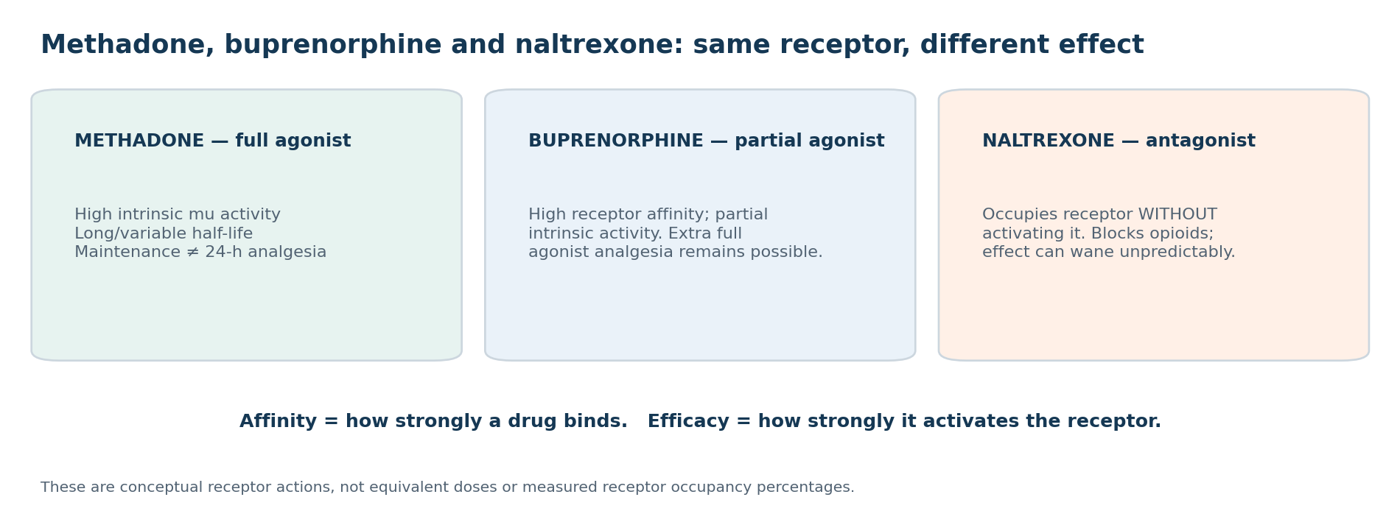 Methadone, buprenorphine and naltrexone: same receptor, different effect
METHADONE — full agonist
High intrinsic mu activity
Long/variable half-life
Maintenance ≠ 24-h analgesia
BUPRENORPHINE — partial agonist
High receptor affinity; partial
intrinsic activity. Extra full
agonist analgesia remains possible.
NALTREXONE — antagonist
Occupies receptor WITHOUT
activating it. Blocks opioids;
effect can wane unpredictably.
Affinity = how strongly a drug binds.   Efficacy = how strongly it activates the receptor.
These are conceptual receptor actions, not equivalent doses or measured receptor occupancy percentages.